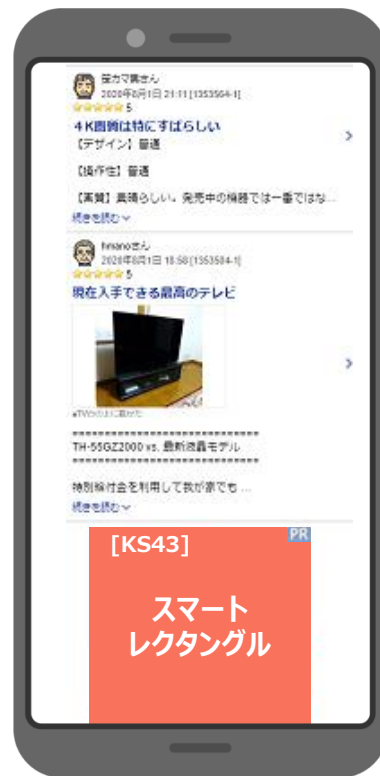 笹カマ男さん
2020年8月1日 21:11 [1353564-1]
5
４K画質は特にすばらしい
【デザイン】普通
【操作性】普通
【画質】素晴らしい。発売中の機器では一番ではな...
続きを読む
hmanoさん
2020年8月1日 18:58 [1353504-1]
5
現在入手できる最高のテレビ
TH-55GZ2000 vs. 最新液晶モデル
特別給付金を利用して我が家でも ...
続きを読む
PR
[KS43]
スマート
レクタングル